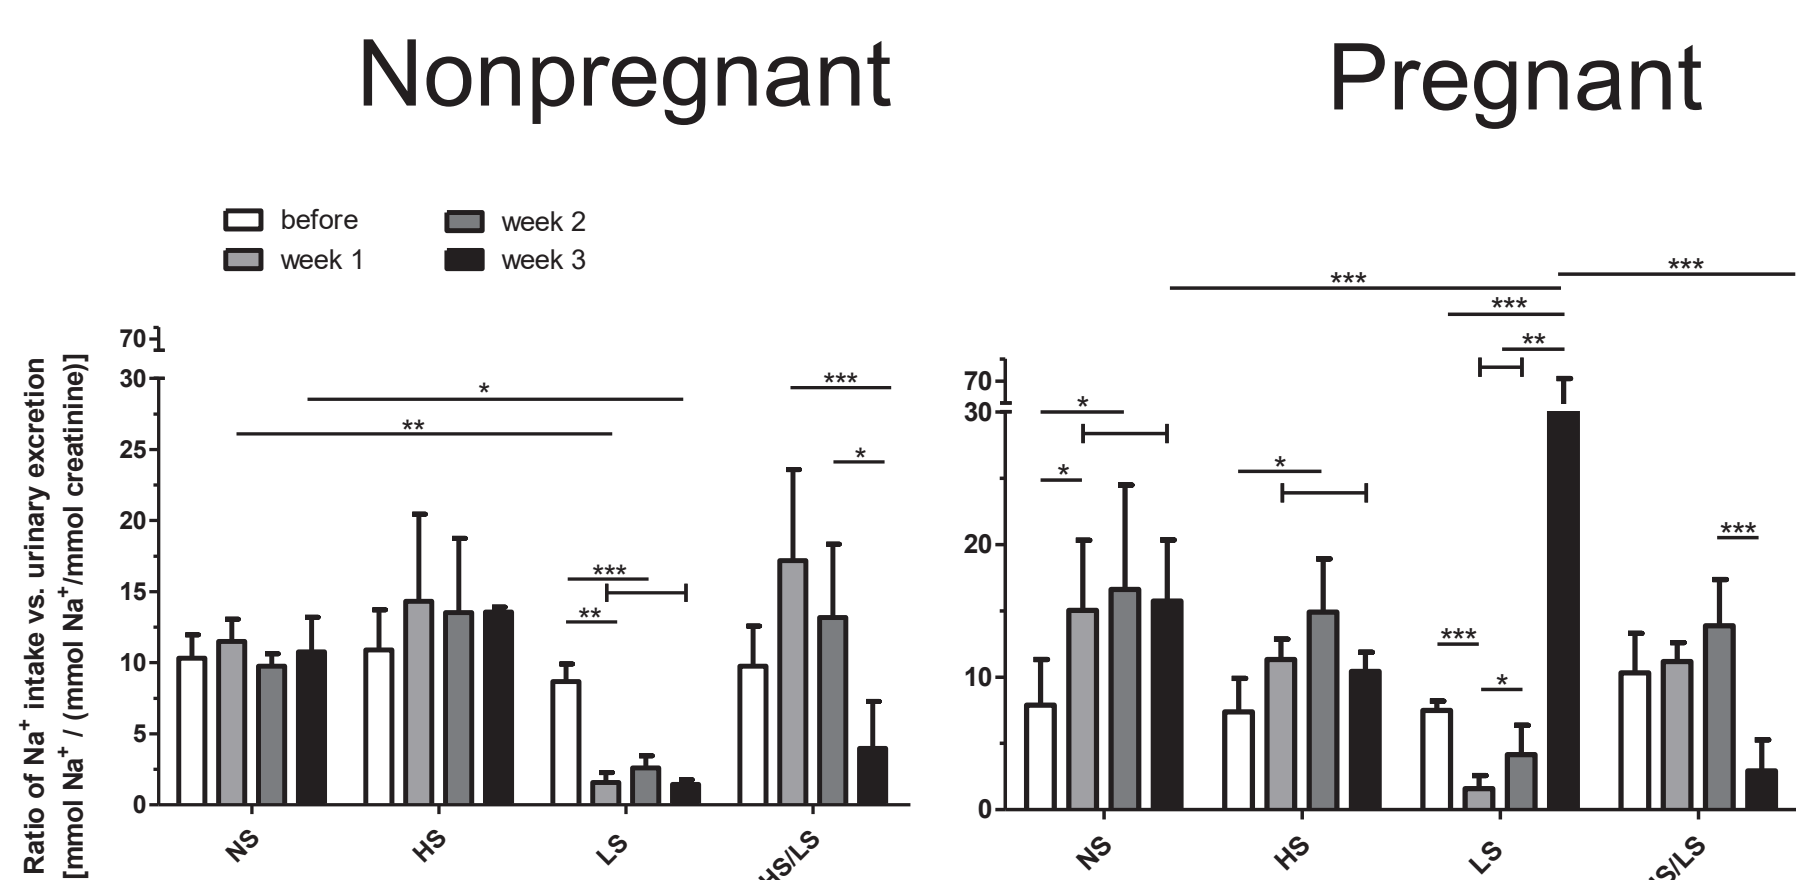 Nonpregnant
Pregnant
before
week 1
week 2
week 3
Ratio of Na+ intake vs. urinary excretion
[mmol Na+ / (mmol Na+/mmol creatinine)]
70
30
25
20
15
10
5
0
*
**
***
*
***
**
NS
HS
LS
HS/LS
70
30
20
10
0
***
***
***
**
*
*
*
***
*
***
NS
HS
LS
S/LS